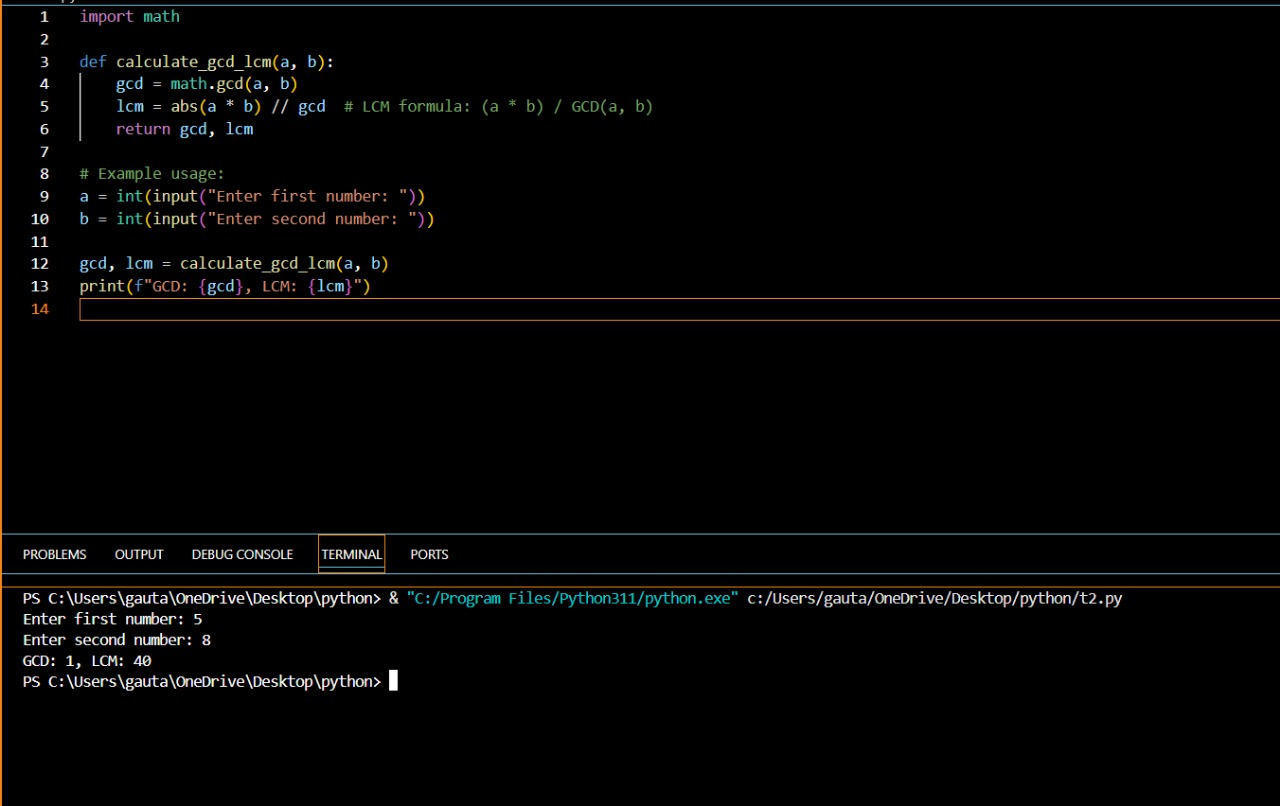 1 import math
2
3 def calculate_gcd_lcm(a, b):
4     gcd = math.gcd(a, b)
5     lcm = abs(a * b) // gcd  # LCM formula: (a * b) / GCD(a, b)
6     return gcd, lcm
7
8 # Example usage:
9 a = int(input("Enter first number: "))
10 b = int(input("Enter second number: "))
11
12 gcd, lcm = calculate_gcd_lcm(a, b)
13 print(f"GCD: {gcd}, LCM: {lcm}")
14
PROBLEMS OUTPUT DEBUG CONSOLE TERMINAL PORTS
PS C:\Users\gauta\OneDrive\Desktop\python> & "C:/Program Files/Python311/python.exe" c:/Users/gauta/OneDrive/Desktop/python/t2.py
Enter first number: 5
Enter second number: 8
GCD: 1, LCM: 40
PS C:\Users\gauta\OneDrive\Desktop\python>